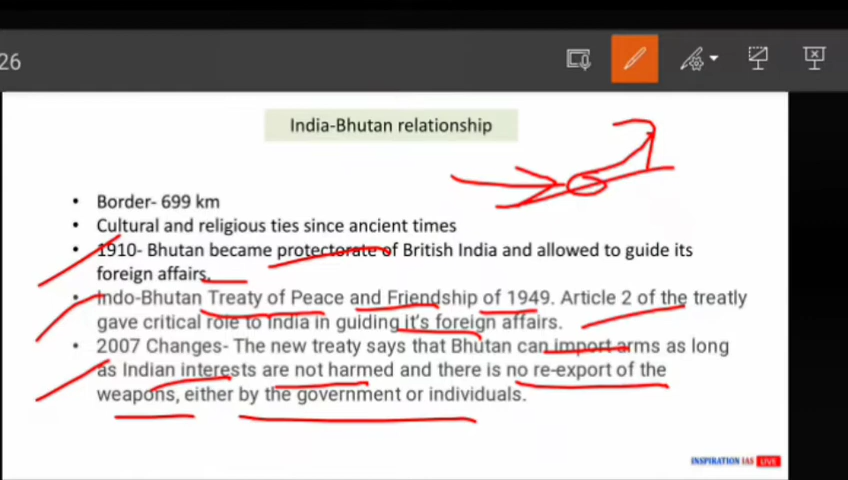 26
India-Bhutan relationship
• Border- 699 km
• Cultural and religious ties since ancient times
• 1910- Bhutan became protectorate of British India and allowed to guide its
foreign affairs.
• Indo-Bhutan Treaty of Peace and Friendship of 1949. Article 2 of the treatly
gave critical role to India in guiding it's foreign affairs.
• 2007 Changes- The new treaty says that Bhutan can import arms as long
as Indian interests are not harmed and there is no re-export of the
weapons, either by the government or individuals.
INSPIRATION IAS LIVE